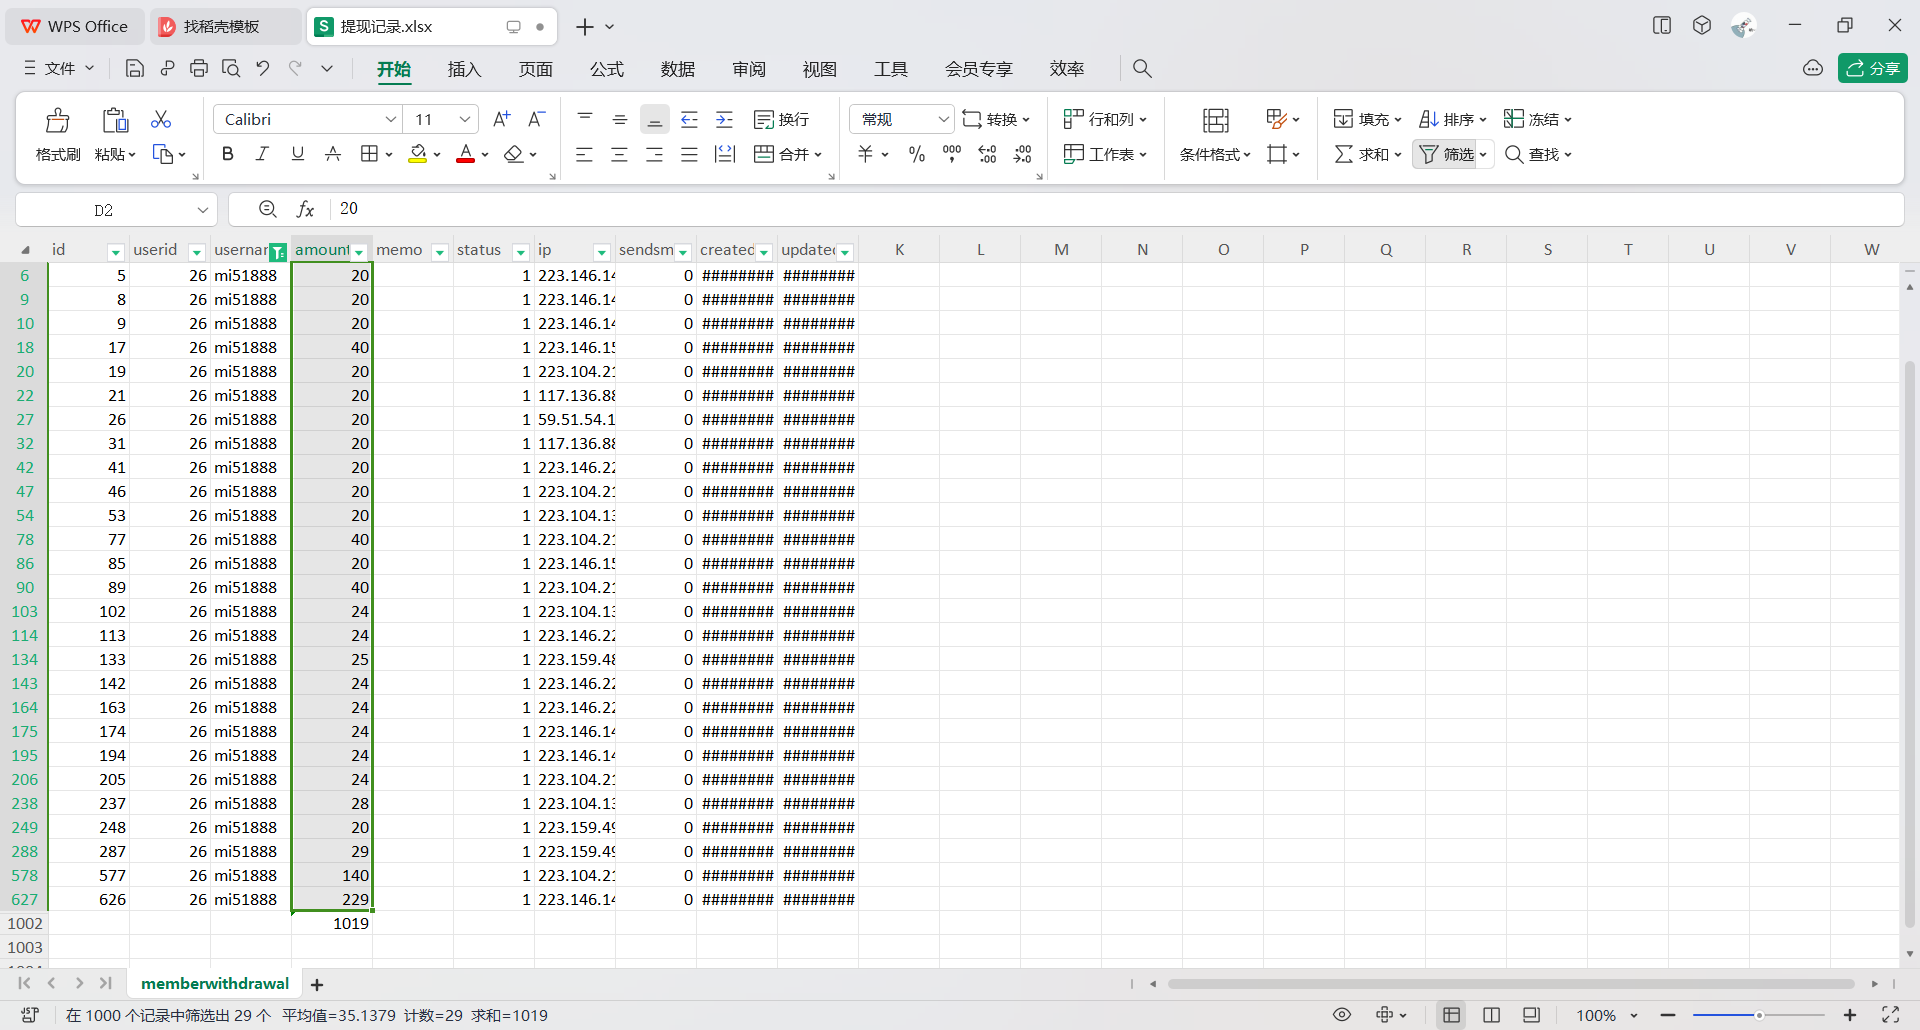 WPS Office 找稻壳模板 S 提现记录.xlsx
文件 开始 插入 页面 公式 数据 审阅 视图 工具 会员专享 效率 分享
Calibri 11 A+ A- 换行 常规 转换 行和列 填充 排序 冻结
格式刷 粘贴 B I U A 合并 羊 % 工作表 条件格式 求和 筛选 查找
D2 fx 20
id userid usernar amount memo status ip sendsm created updated K L M N O P Q R S T U V W
6 5 26 mi51888 20 1 223.146.14 0 ######## ########
9 8 26 mi51888 20 1 223.146.14 0 ######## ########
10 9 26 mi51888 20 1 223.146.14 0 ######## ########
18 17 26 mi51888 40 1 223.146.15 0 ######## ########
20 19 26 mi51888 20 1 223.104.21 0 ######## ########
22 21 26 mi51888 20 1 117.136.88 0 ######## ########
27 26 26 mi51888 20 1 59.51.54.1 0 ######## ########
32 31 26 mi51888 20 1 117.136.88 0 ######## ########
42 41 26 mi51888 20 1 223.146.22 0 ######## ########
47 46 26 mi51888 20 1 223.104.21 0 ######## ########
54 53 26 mi51888 20 1 223.104.13 0 ######## ########
78 77 26 mi51888 40 1 223.104.21 0 ######## ########
86 85 26 mi51888 20 1 223.146.15 0 ######## ########
90 89 26 mi51888 40 1 223.104.21 0 ######## ########
103 102 26 mi51888 24 1 223.104.13 0 ######## ########
114 113 26 mi51888 24 1 223.146.22 0 ######## ########
134 133 26 mi51888 25 1 223.159.48 0 ######## ########
143 142 26 mi51888 24 1 223.146.22 0 ######## ########
164 163 26 mi51888 24 1 223.146.22 0 ######## ########
175 174 26 mi51888 24 1 223.146.14 0 ######## ########
195 194 26 mi51888 24 1 223.146.14 0 ######## ########
206 205 26 mi51888 24 1 223.104.21 0 ######## ########
238 237 26 mi51888 28 1 223.104.13 0 ######## ########
249 248 26 mi51888 20 1 223.159.49 0 ######## ########
288 287 26 mi51888 29 1 223.159.49 0 ######## ########
578 577 26 mi51888 140 1 223.104.21 0 ######## ########
627 626 26 mi51888 229 1 223.146.14 0 ######## ########
1002 1019
1003
memberwithdrawal
在 1000 个记录中筛选出 29 个 平均值=35.1379 计数=29 求和=1019 100%